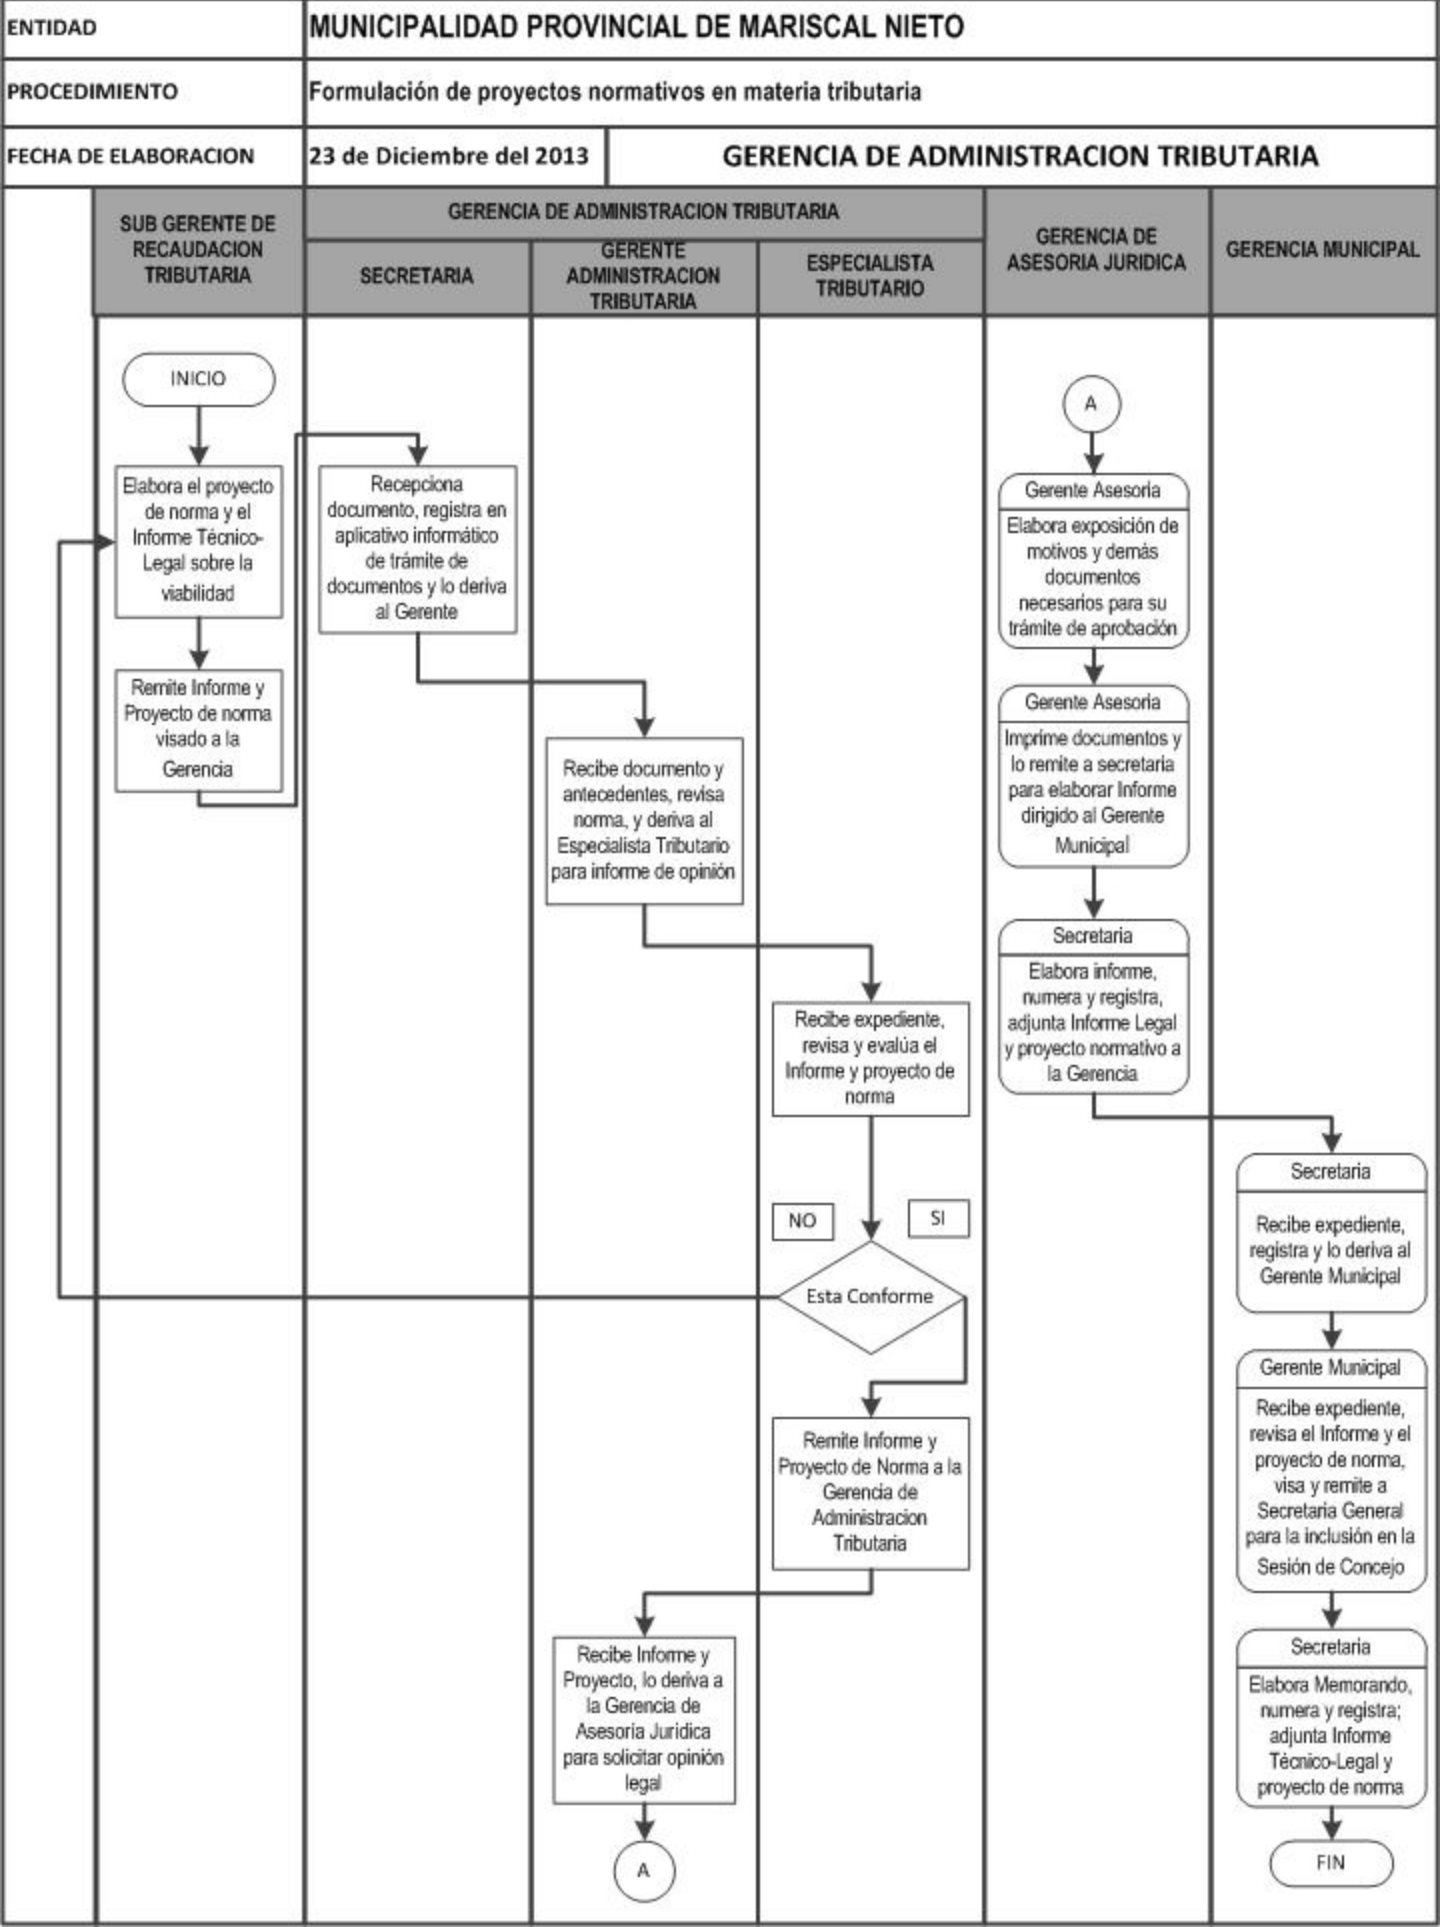 ENTIDAD
MUNICIPALIDAD PROVINCIAL DE MARISCAL NIETO
PROCEDIMIENTO
Formulación de proyectos normativos en materia tributaria
FECHA DE ELABORACION
23 de Diciembre del 2013
GERENCIA DE ADMINISTRACION TRIBUTARIA
SUB GERENTE DE
RECAUDACION
TRIBUTARIA
GERENCIA DE ADMINISTRACION TRIBUTARIA
SECRETARIA
GERENTE
ADMINISTRACION
TRIBUTARIA
ESPECIALISTA
TRIBUTARIO
GERENCIA DE
ASESORIA JURIDICA
GERENCIA MUNICIPAL
INICIO
Elabora el proyecto
de norma y el
Informe Técnico-
Legal sobre la
viabilidad
Remite Informe y
Proyecto de norma
visado a la
Gerencia
Recepciona
documento, registra en
aplicativo informático
de trámite de
documentos y lo deriva
al Gerente
Recibe documento y
antecedentes, revisa
norma, y deriva al
Especialista Tributario
para informe de opinión
Recibe expediente,
revisa y evalúa el
Informe y proyecto de
norma
NO
SI
Esta Conforme
Remite Informe y
Proyecto de Norma a la
Gerencia de
Administracion
Tributaria
Recibe Informe y
Proyecto, lo deriva a
la Gerencia de
Asesoria Juridica
para solicitar opinión
legal
A
A
Gerente Asesoria
Elabora exposición de
motivos y demás
documentos
necesarios para su
trámite de aprobación
Gerente Asesoria
Imprime documentos y
lo remite a secretaria
para elaborar Informe
dirigido al Gerente
Municipal
Secretaria
Elabora informe,
numera y registra,
adjunta Informe Legal
y proyecto normativo a
la Gerencia
Secretaria
Recibe expediente,
registra y lo deriva al
Gerente Municipal
Gerente Municipal
Recibe expediente,
revisa el Informe y el
proyecto de norma,
visa y remite a
Secretaria General
para la inclusión en la
Sesión de Concejo
Secretaria
Elabora Memorando,
numera y registra;
adjunta Informe
Técnico-Legal y
proyecto de norma
FIN